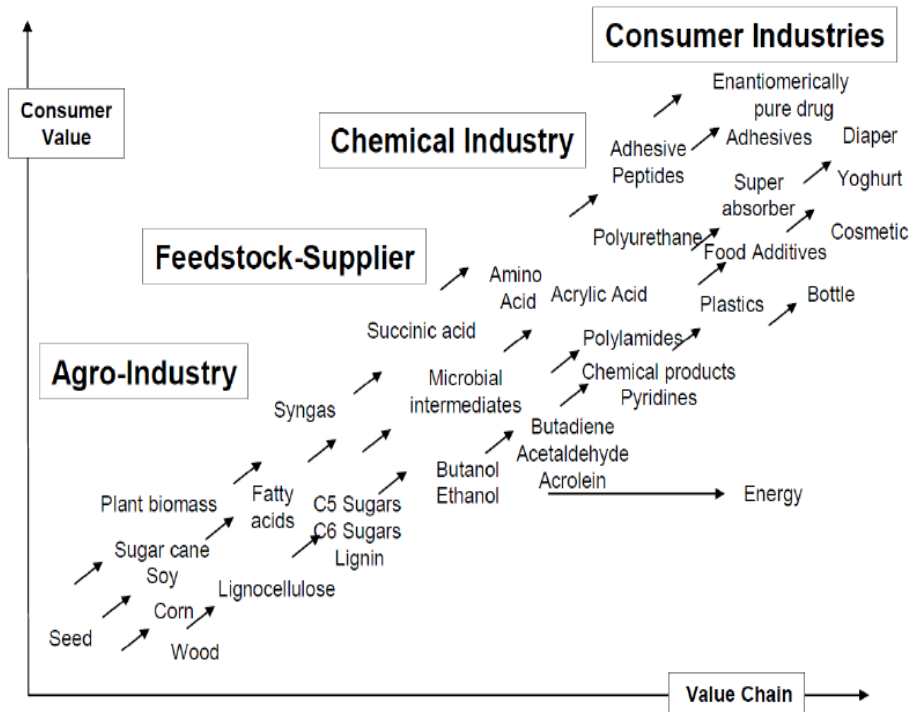 Consumer Industries
Consumer
Value
Enantiomerically
pure drug
Chemical Industry
Adhesive
Peptides
Adhesives
Diaper
Super
absorber
Yoghurt
Feedstock-Supplier
Polyurethane
Food Additives
Cosmetic
Amino
Acid
Acrylic Acid
Plastics
Bottle
Succinic acid
Polylamides
Agro-Industry
Microbial
intermediates
Chemical products
Pyridines
Syngas
Butadiene
Acetaldehyde
Acrolein
Butanol
Ethanol
Energy
Plant biomass
Fatty
acids
C5 Sugars
C6 Sugars
Lignin
Sugar cane
Soy
Lignocellulose
Corn
Seed
Wood
Value Chain